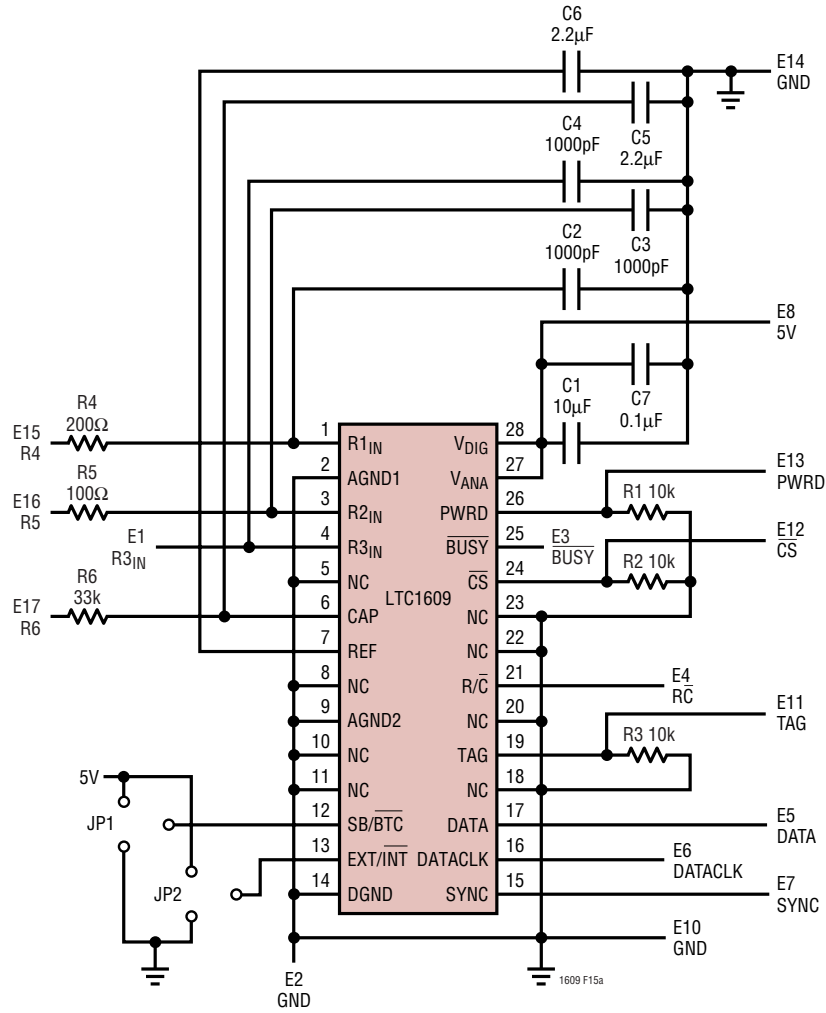 C6
2.2µF
E14
GND
C4
1000pF
C5
2.2µF
C2
1000pF
C3
1000pF
E8
5V
C1
10µF
C7
0.1µF
R4
200Ω
E15
R4
R5
100Ω
E16
R5
E1
R3IN
R6
33k
E17
R6
1
2
3
4
5
6
7
8
9
10
11
12
13
14
R1IN
AGND1
R2IN
R3IN
NC
CAP
REF
NC
AGND2
NC
NC
SB/BTC
EXT/INT
DGND
LTC1609
VDIG
VANA
PWRD
BUSY
CS
NC
NC
R/C
NC
TAG
NC
DATA
DATACLK
SYNC
28
27
26
25
24
23
22
21
20
19
18
17
16
15
E13
PWRD
R1 10k
E12
CS
E3
BUSY
R2 10k
E4
RC
E11
TAG
R3 10k
E5
DATA
E6
DATACLK
E7
SYNC
5V
JP1
JP2
E10
GND
E2
GND
1609 F15a